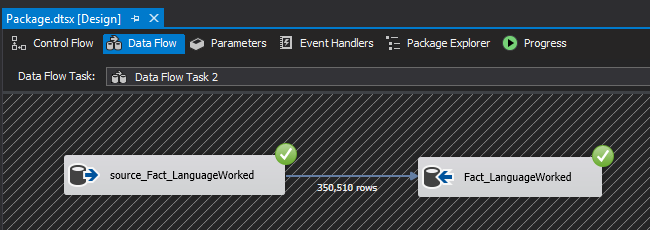 Package.dtsx [Design]
Control Flow Data Flow Parameters Event Handlers Package Explorer Progress
Data Flow Task: Data Flow Task 2
source_Fact_LanguageWorked Fact_LanguageWorked
350,510 rows